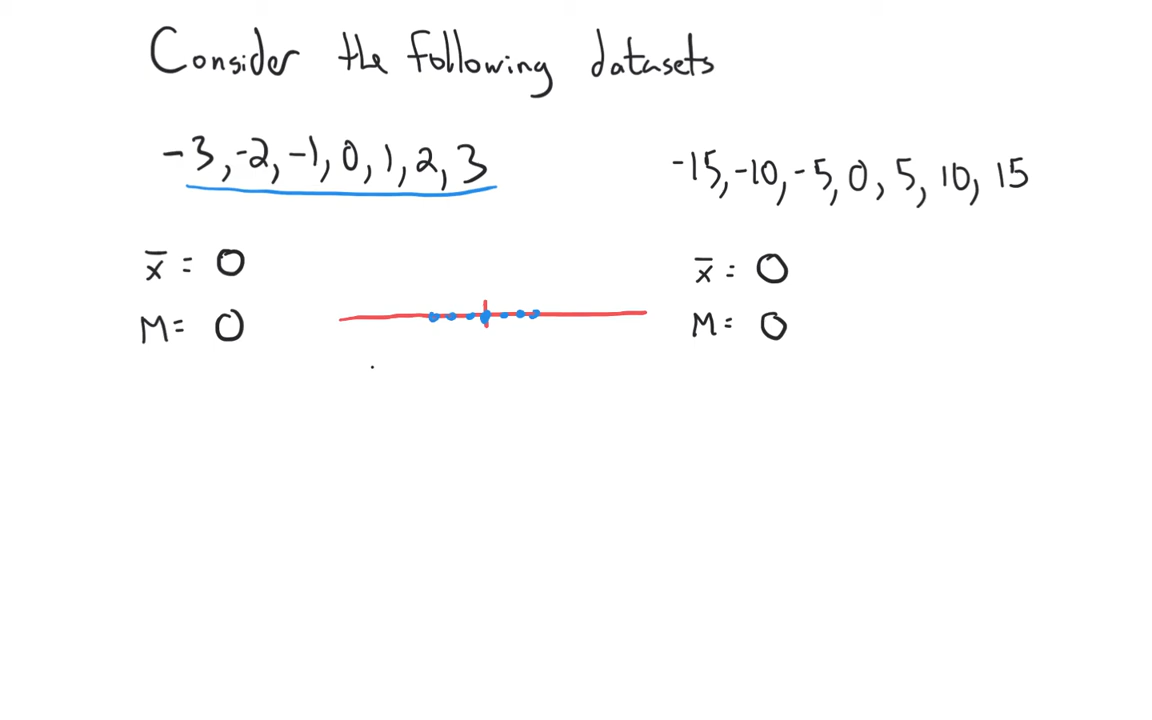 Consider the following datasets
-3, -2, -1, 0, 1, 2, 3
-15, -10, -5, 0, 5, 10, 15
x̄ = 0
M = 0
x̄ = 0
M = 0